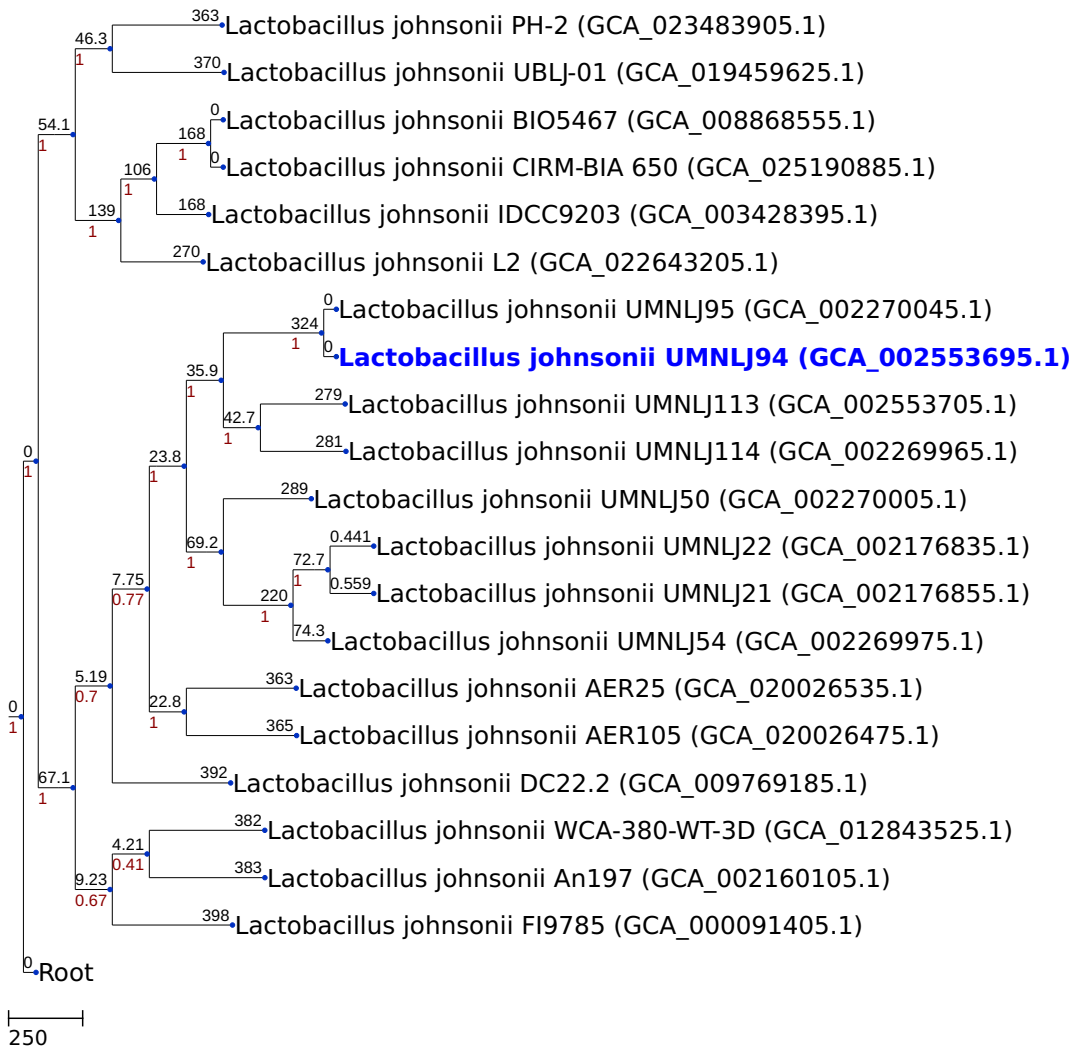 363
Lactobacillus johnsonii PH-2 (GCA_023483905.1)
46.3
1
370
Lactobacillus johnsonii UBLJ-01 (GCA_019459625.1)
0
Lactobacillus johnsonii BIO5467 (GCA_008868555.1)
54.1
1
168
1
0
Lactobacillus johnsonii CIRM-BIA 650 (GCA_025190885.1)
106
1
168
Lactobacillus johnsonii IDCC9203 (GCA_003428395.1)
139
1
270
Lactobacillus johnsonii L2 (GCA_022643205.1)
0
Lactobacillus johnsonii UMNLJ95 (GCA_002270045.1)
324
1
0
Lactobacillus johnsonii UMNLJ94 (GCA_002553695.1)
35.9
1
279
Lactobacillus johnsonii UMNLJ113 (GCA_002553705.1)
42.7
1
281
Lactobacillus johnsonii UMNLJ114 (GCA_002269965.1)
0
1
23.8
1
289
Lactobacillus johnsonii UMNLJ50 (GCA_002270005.1)
69.2
1
0.441
Lactobacillus johnsonii UMNLJ22 (GCA_002176835.1)
72.7
1
0.559
Lactobacillus johnsonii UMNLJ21 (GCA_002176855.1)
7.75
0.77
220
1
74.3
Lactobacillus johnsonii UMNLJ54 (GCA_002269975.1)
5.19
0.7
363
Lactobacillus johnsonii AER25 (GCA_020026535.1)
0
1
22.8
1
365
Lactobacillus johnsonii AER105 (GCA_020026475.1)
67.1
1
392
Lactobacillus johnsonii DC22.2 (GCA_009769185.1)
382
Lactobacillus johnsonii WCA-380-WT-3D (GCA_012843525.1)
4.21
0.41
383
Lactobacillus johnsonii An197 (GCA_002160105.1)
9.23
0.67
398
Lactobacillus johnsonii FI9785 (GCA_000091405.1)
0
Root
250